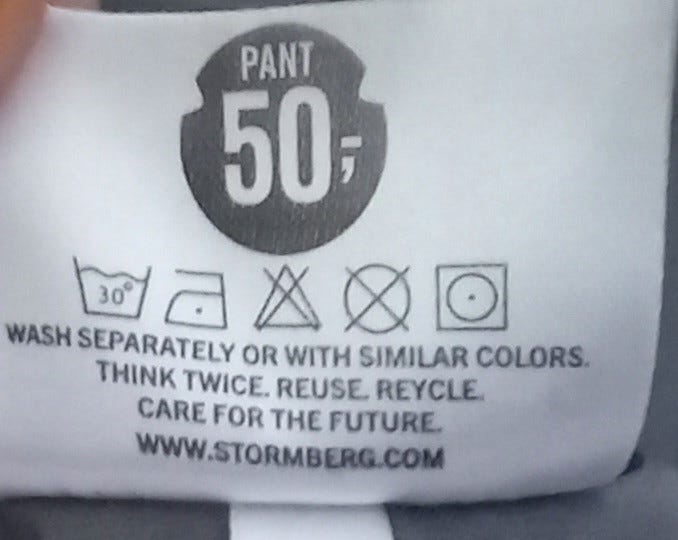 PANT
50,-
30°
WASH SEPARATELY OR WITH SIMILAR COLORS.
THINK TWICE. REUSE. REYCLE.
CARE FOR THE FUTURE.
WWW.STORMBERG.COM